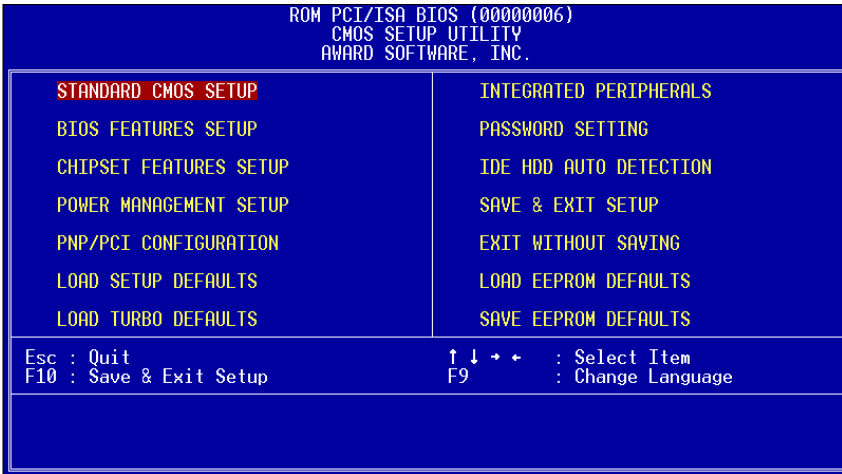 ROM PCI/ISA BIOS (00000006)
CMOS SETUP UTILITY
AWARD SOFTWARE, INC.
STANDARD CMOS SETUP
BIOS FEATURES SETUP
CHIPSET FEATURES SETUP
POWER MANAGEMENT SETUP
PNP/PCI CONFIGURATION
LOAD SETUP DEFAULTS
LOAD TURBO DEFAULTS
INTEGRATED PERIPHERALS
PASSWORD SETTING
IDE HDD AUTO DETECTION
SAVE & EXIT SETUP
EXIT WITHOUT SAVING
LOAD EEPROM DEFAULTS
SAVE EEPROM DEFAULTS
Esc : Quit
F10 : Save & Exit Setup
↑ ↓ → ← : Select Item
F9 : Change Language